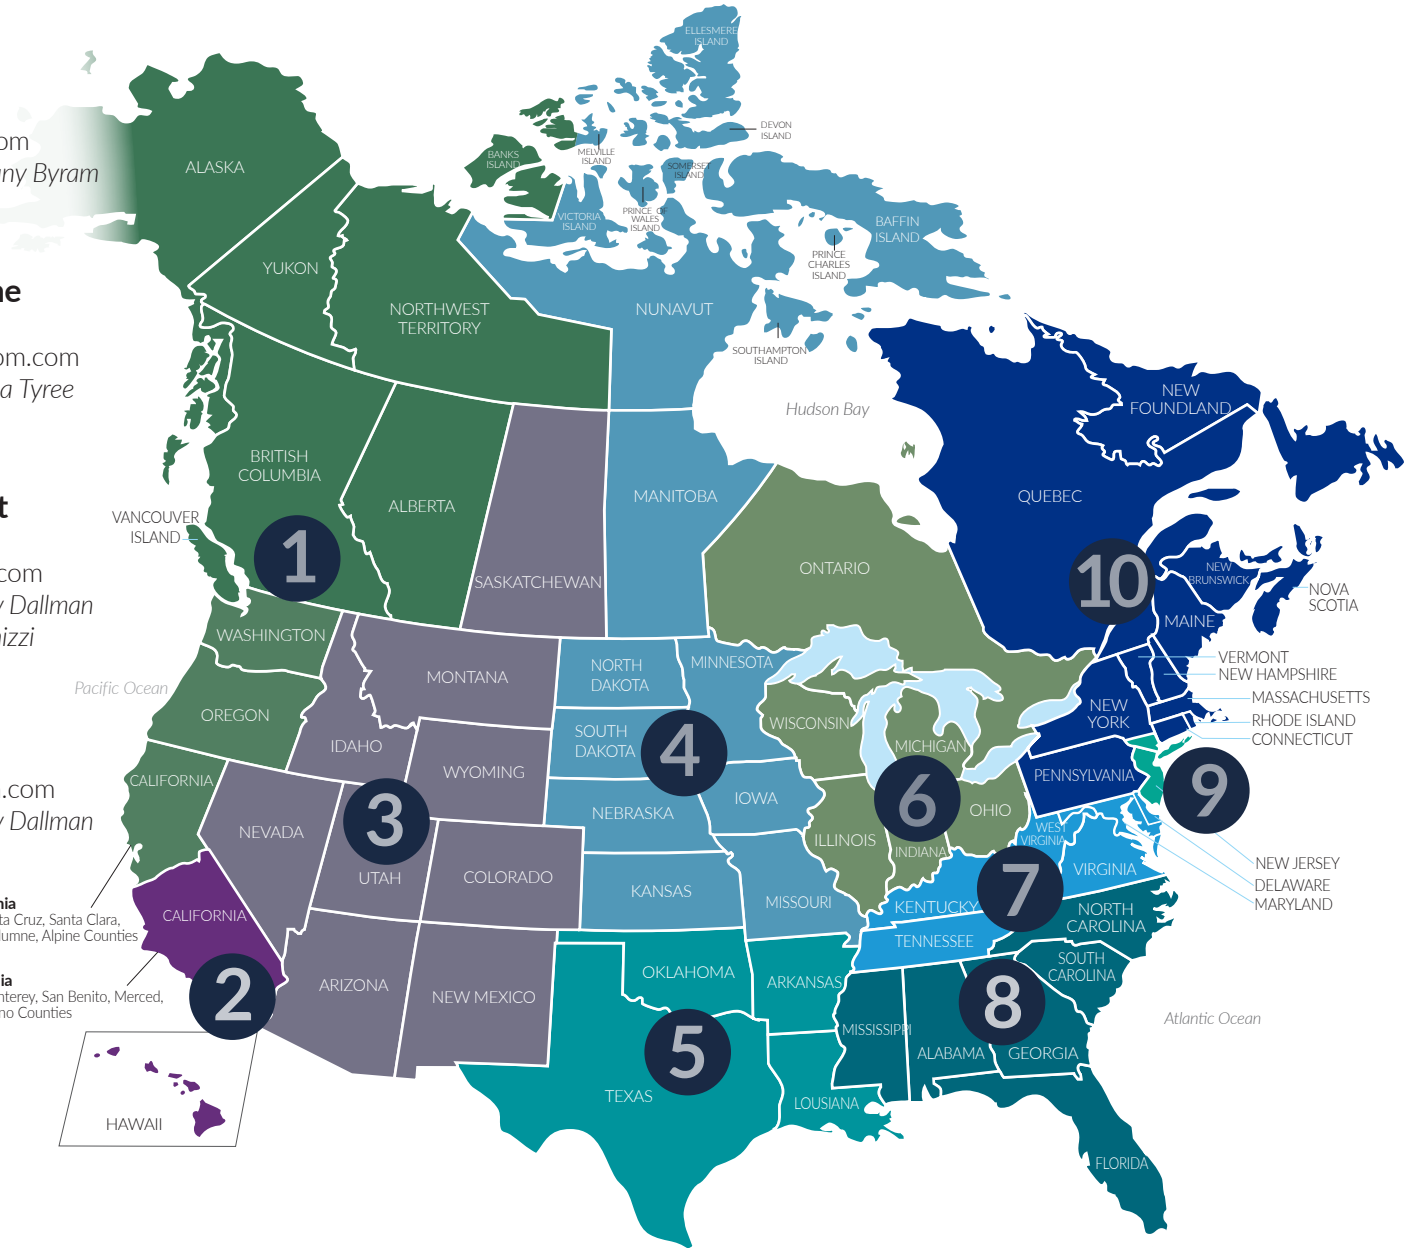 ELLESMERE
ISLAND
DEVON
ISLAND
BANKS
ISLAND
MELVILLE
ISLAND
SOMERSET
ISLAND
om
ny Byram
ALASKA
VICTORIA
ISLAND
PRINCE OF
WALES
ISLAND
BAFFIN
ISLAND
PRINCE
CHARLES
ISLAND
YUKON
NORTHWEST
TERRITORY
NUNAVUT
ne
SOUTHAMPTON
ISLAND
om.com
a Tyree
Hudson Bay
NEW
FOUNDLAND
BRITISH
COLUMBIA
ALBERTA
MANITOBA
QUEBEC
t
VANCOUVER
ISLAND
1
SASKATCHEWAN
ONTARIO
10
NEW
BRUNSWICK
NOVA
SCOTIA
.com
y Dallman
nizzi
WASHINGTON
MAINE
Pacific Ocean
OREGON
MONTANA
NORTH
DAKOTA
MINNESOTA
VERMONT
NEW HAMPSHIRE
MASSACHUSETTS
RHODE ISLAND
CONNECTICUT
NEW
YORK
IDAHO
SOUTH
DAKOTA
4
WISCONSIN
MICHIGAN
CALIFORNIA
WYOMING
PENNSYLVANIA
9
m.com
y Dallman
NEVADA
3
NEBRASKA
IOWA
6
OHIO
ILLINOIS
INDIANA
WEST
VIRGINIA
UTAH
COLORADO
KANSAS
MISSOURI
KENTUCKY
7
VIRGINIA
NEW JERSEY
DELAWARE
MARYLAND
nia
ta Cruz, Santa Clara,
lumne, Alpine Counties
CALIFORNIA
NORTH
CAROLINA
TENNESSEE
ia
nterey, San Benito, Merced,
no Counties
2
ARIZONA
NEW MEXICO
OKLAHOMA
ARKANSAS
SOUTH
CAROLINA
8
MISSISSIPPI
ALABAMA
GEORGIA
Atlantic Ocean
5
TEXAS
LOUSIANA
HAWAII
FLORIDA